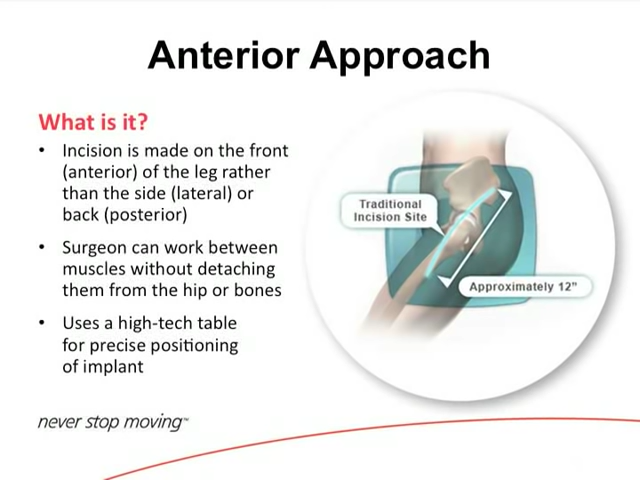 Anterior Approach
What is it?
• Incision is made on the front
(anterior) of the leg rather
than the side (lateral) or
back (posterior)
• Surgeon can work between
muscles without detaching
them from the hip or bones
• Uses a high-tech table
for precise positioning
of implant
Traditional
Incision Site
Approximately 12”
never stop moving™